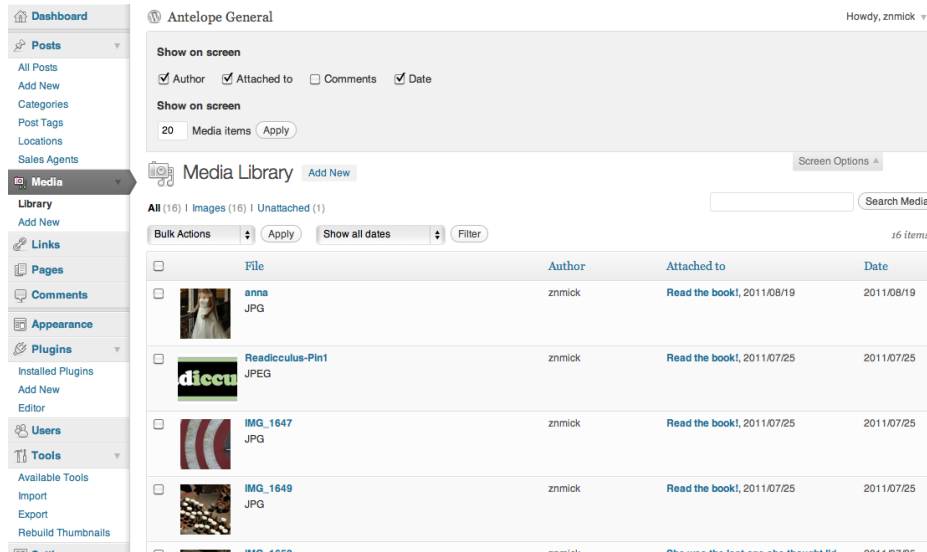 Dashboard
Posts
All Posts
Add New
Categories
Post Tags
Locations
Sales Agents
Media
Library
Add New
Links
Pages
Comments
Appearance
Plugins
Installed Plugins
Add New
Editor
Users
Tools
Available Tools
Import
Export
Rebuild Thumbnails
Antelope General
Howdy, znmick
Show on screen
Author Attached to Comments Date
Show on screen
20 Media items Apply
Screen Options
Media Library Add New
All (16) | Images (16) | Unattached (1)
Search Media
Bulk Actions Apply Show all dates Filter
16 items
File Author Attached to Date
anna znmick Read the book!, 2011/08/19 2011/08/19
JPG
Readicculus-Pin1 znmick Read the book!, 2011/07/25 2011/07/25
JPEG
diccu
IMG_1647 znmick Read the book!, 2011/07/25 2011/07/25
JPG
IMG_1649 znmick Read the book!, 2011/07/25 2011/07/25
JPG